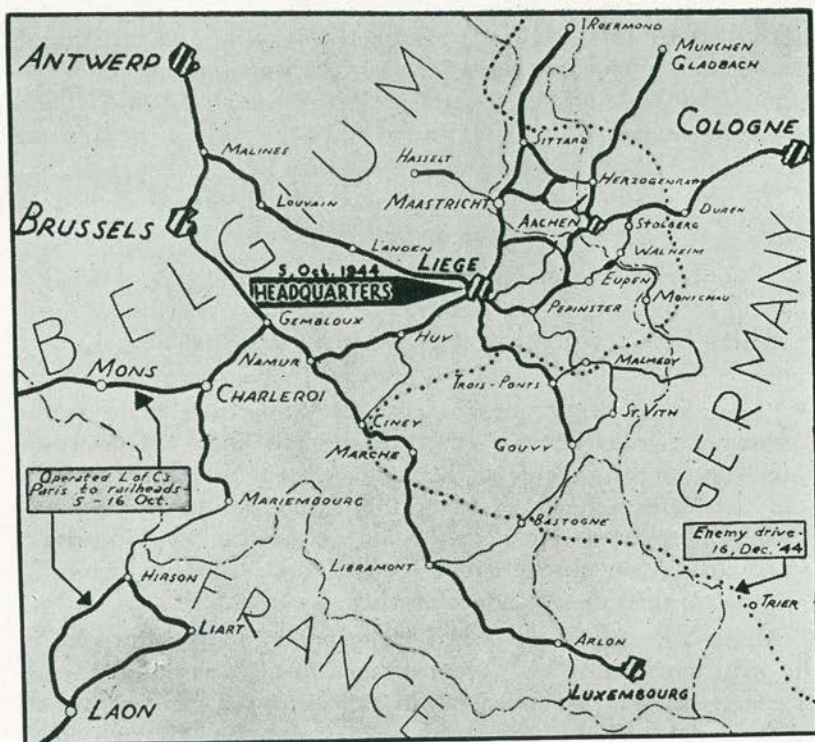 ROERMOND
MUNCHEN
GLADBACH
ANTWERP
COLOGNE
SITTARD
MALINES
HASSELT
HERZOGENRATH
MAASTRICHT
LOUVAIN
AACHEN
DUREN
STOLBERG
BRUSSELS
LANDEN
WALHEIM
LIEGE
5 Oct. 1944
HEADQUARTERS
EUPEN
MONSCHAU
PEPINSTER
GEMBLOUX
HUY
NAMUR
MALMEDY
BELGIUM
MONS
TROIS-PONTS
CHARLEROI
ST. VITH
CINEY
GERMANY
MARCHE
GOUVY
Operated L of C's
Paris to railheads-
5 - 16 Oct.
MARIEMBOURG
BASTOGNE
Enemy drive-
16, Dec. '44
HIRSON
LIBRAMONT
TRIER
LIART
FRANCE
ARLON
LUXEMBOURG
LAON